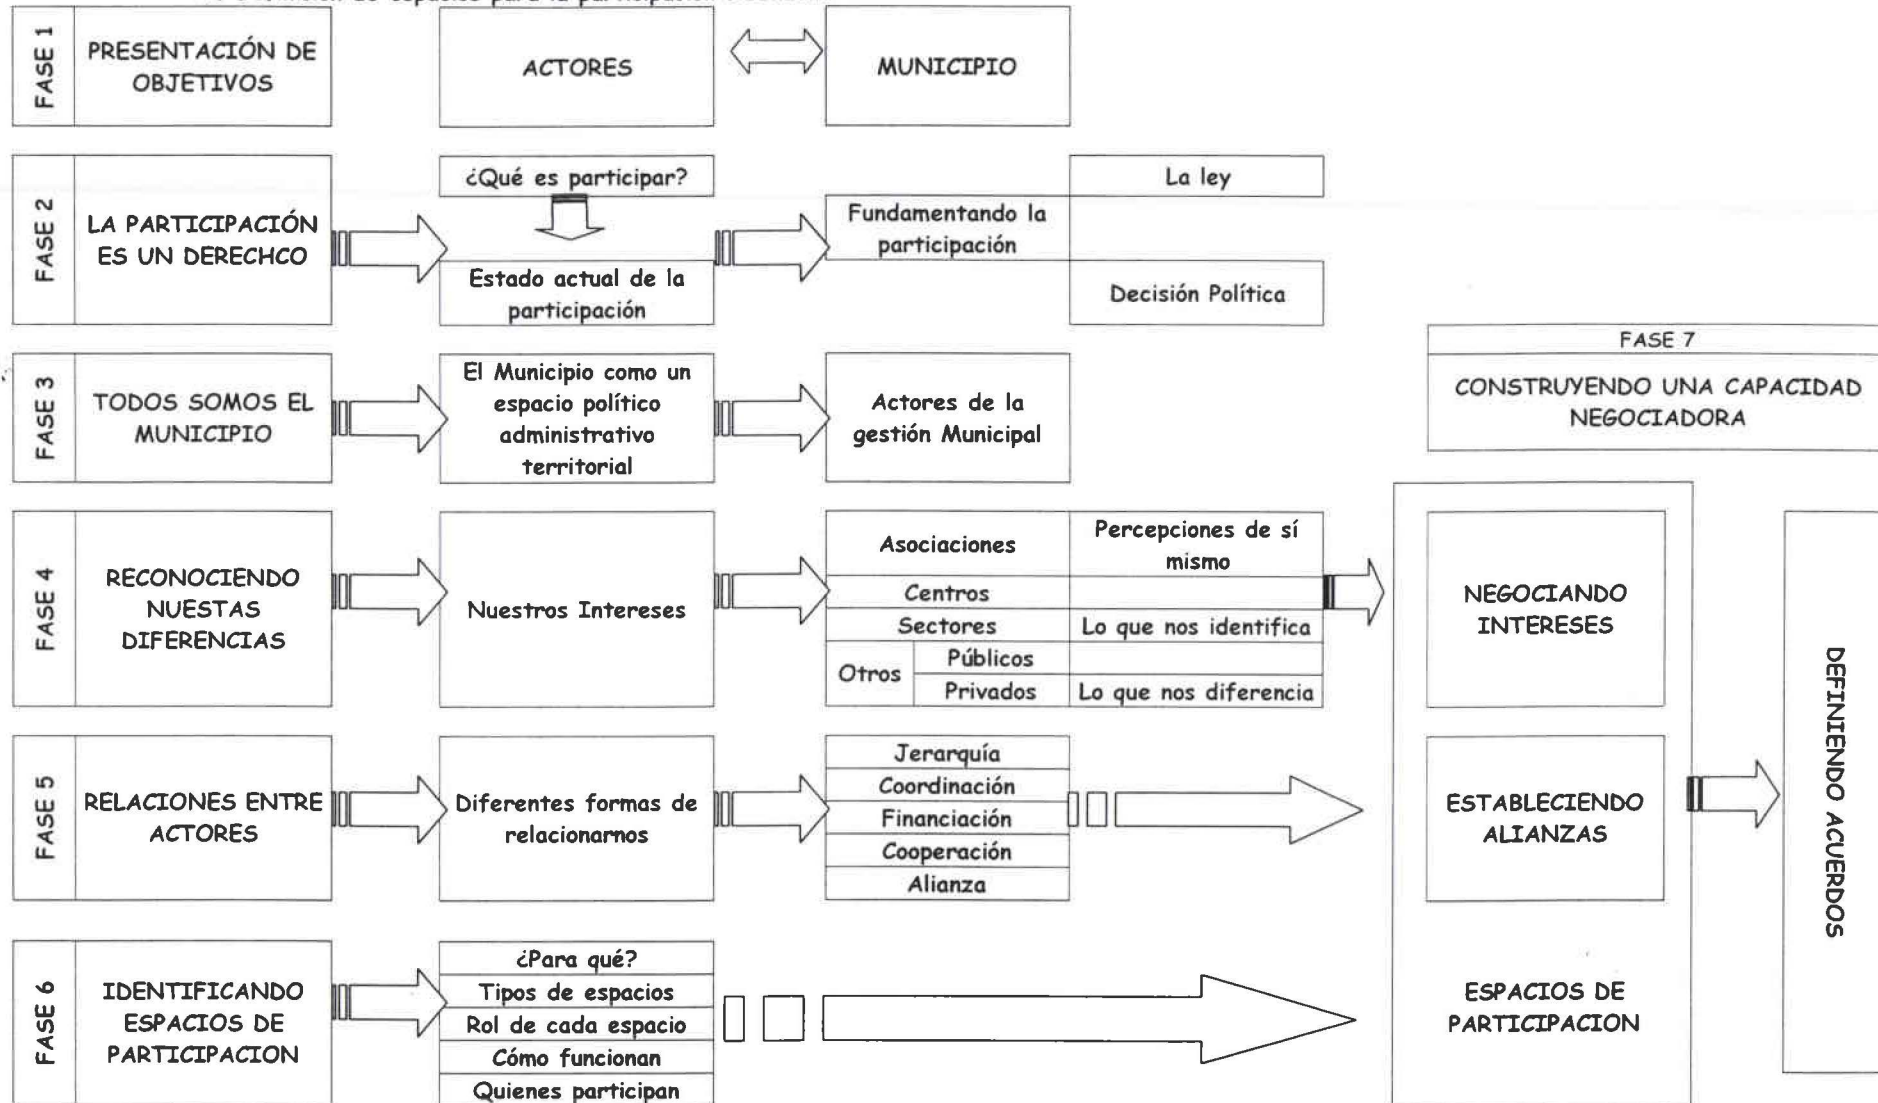 espacios para la participación
FASE 1
PRESENTACIÓN DE
OBJETIVOS
ACTORES
MUNICIPIO
FASE 2
LA PARTICIPACIÓN
ES UN DERECHCO
¿Qué es participar?
Estado actual de la
participación
Fundamentando la
participación
La ley
Decisión Política
FASE 3
TODOS SOMOS EL
MUNICIPIO
El Municipio como un
espacio político
administrativo
territorial
Actores de la
gestión Municipal
FASE 7
CONSTRUYENDO UNA CAPACIDAD
NEGOCIADORA
FASE 4
RECONOCIENDO
NUESTAS
DIFERENCIAS
Nuestros Intereses
Asociaciones
Percepciones de sí
mismo
Centros
Sectores
Lo que nos identifica
Otros
Públicos
Privados
Lo que nos diferencia
NEGOCIANDO
INTERESES
FASE 5
RELACIONES ENTRE
ACTORES
Diferentes formas de
relacionarnos
Jerarquía
Coordinación
Financiación
Cooperación
Alianza
ESTABLECIENDO
ALIANZAS
DEFINIENDO ACUERDOS
FASE 6
IDENTIFICANDO
ESPACIOS DE
PARTICIPACION
¿Para qué?
Tipos de espacios
Rol de cada espacio
Cómo funcionan
Quienes participan
ESPACIOS DE
PARTICIPACION